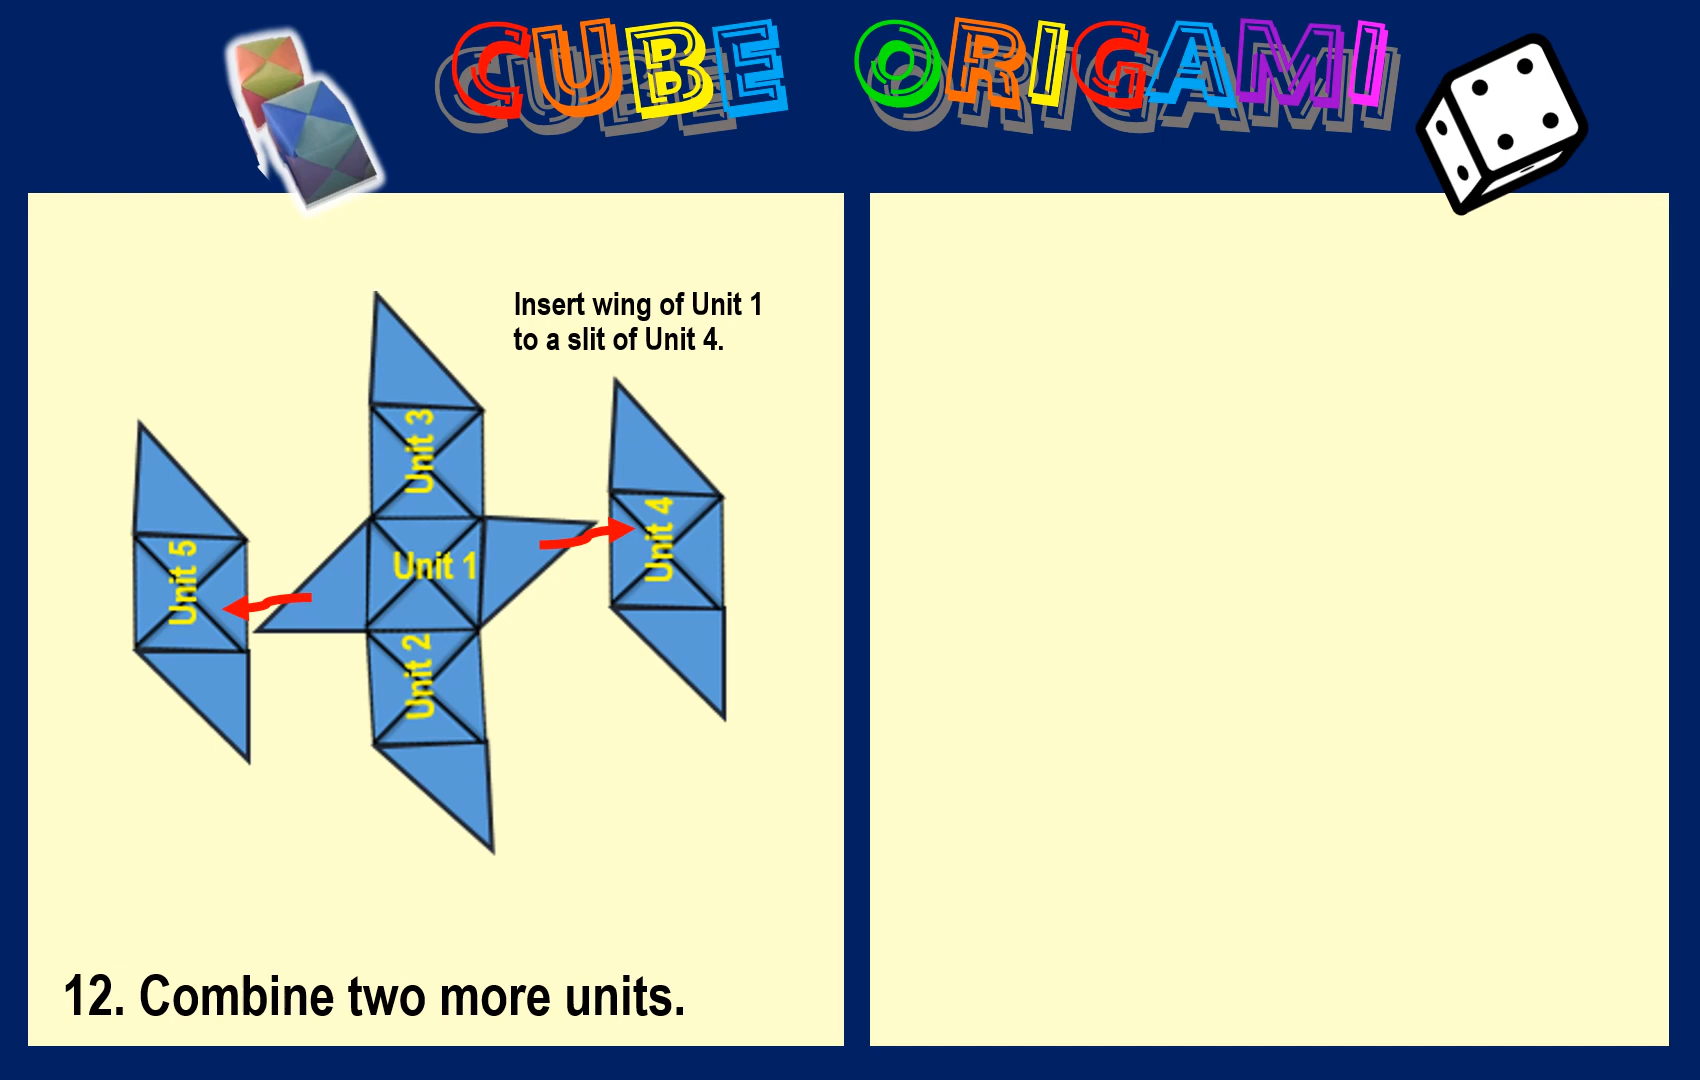 CUBE ORIGAMI
Insert wing of Unit 1
to a slit of Unit 4.
Unit 3
Unit 4
Unit 5
Unit 1
Unit 2
12. Combine two more units.